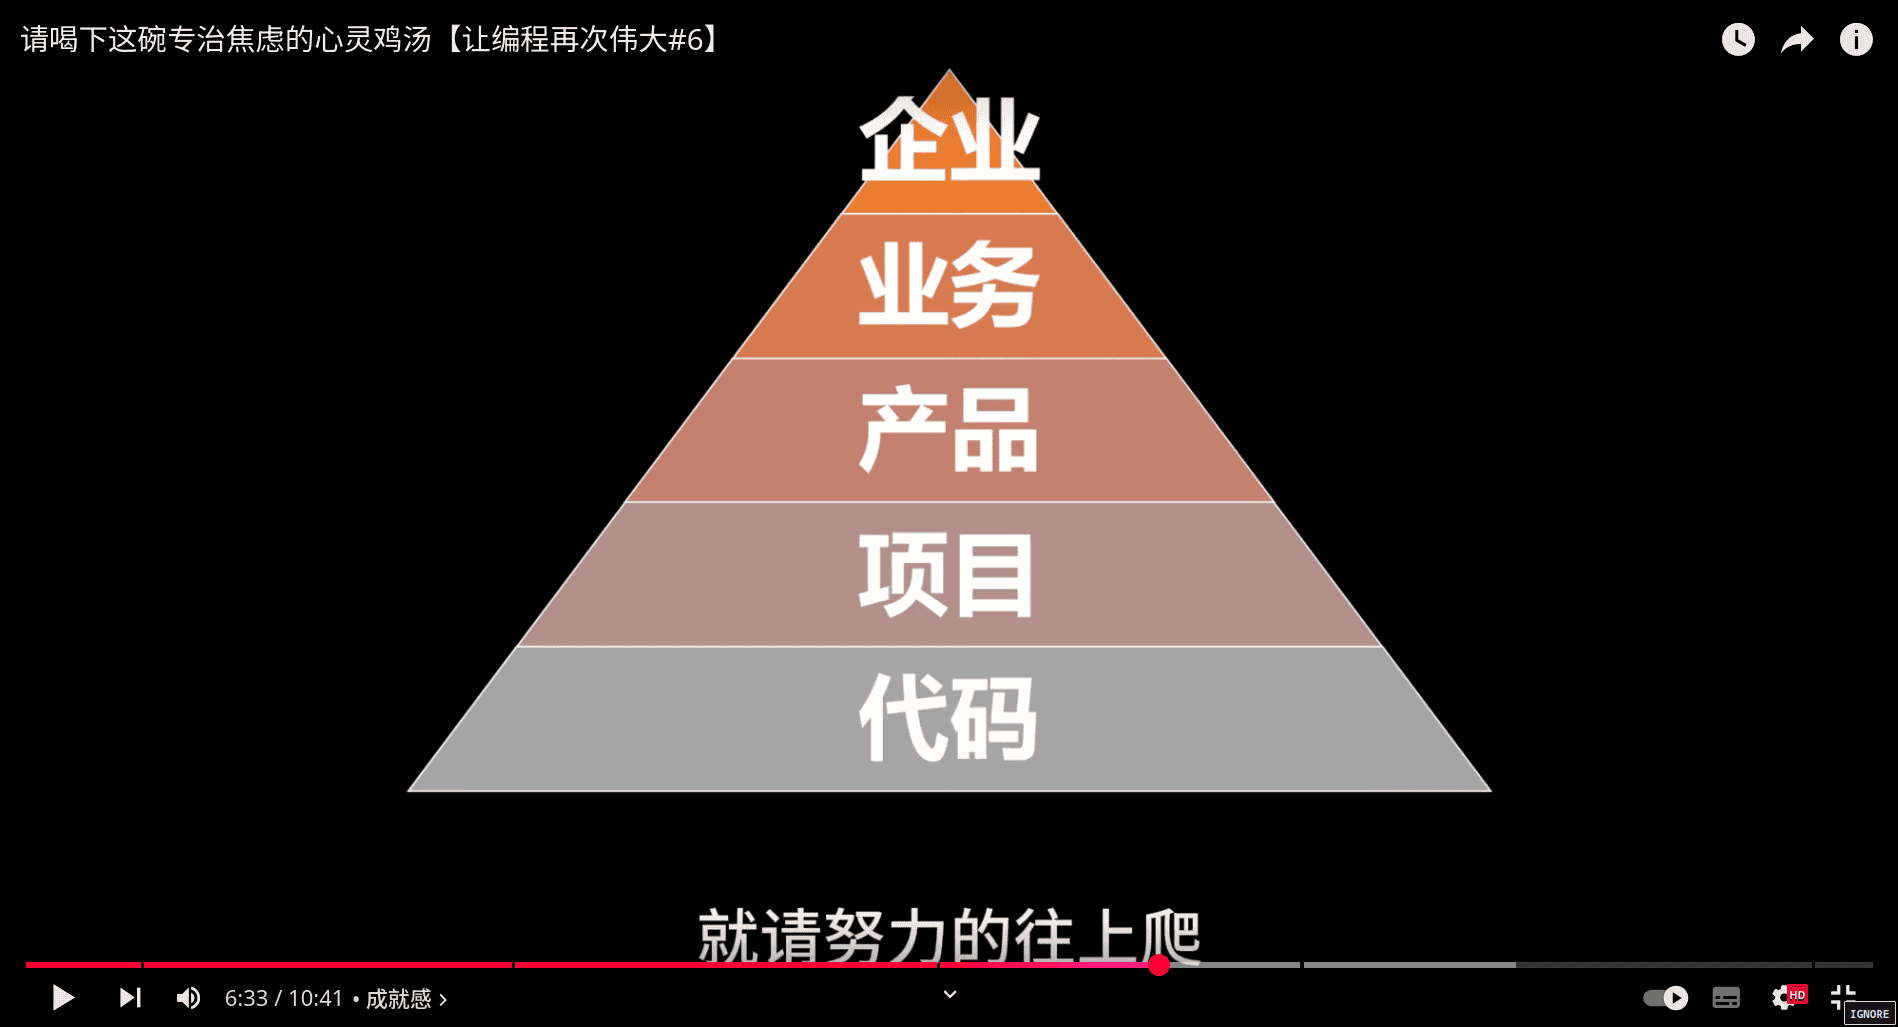 请喝下这碗专治焦虑的心灵鸡汤【让编程再次伟大#6】
企业
业务
产品
项目
代码
就请努力的往上爬
6:33 / 10:41 • 成就感 ›
HD
IGNORE